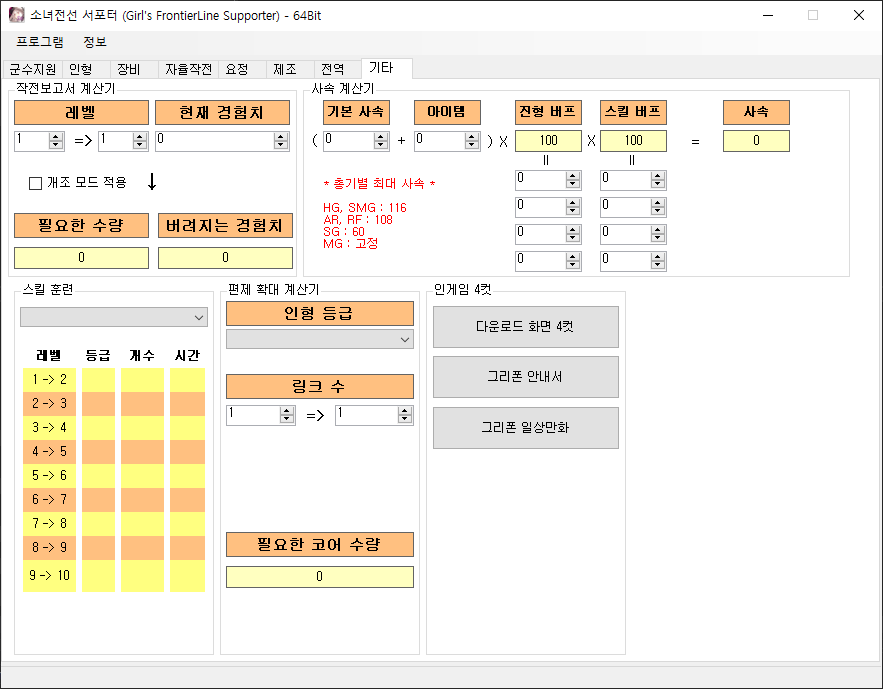 소녀전선 서포터 (Girl's FrontierLine Supporter) - 64Bit
프로그램 정보
군수지원 인형 장비 자율작전 요정 제조 전역 기타
작전보고서 계산기
레벨 현재 경험치
1 => 1 0
개조 모드 적용 ↓
필요한 수량 버려지는 경험치
0 0
사속 계산기
기본 사속 아이템 진형 버프 스킬 버프 사속
( 0 + 0 ) X 100 X 100 = 0
= =
* 총기별 최대 사속 *
HG, SMG : 116
AR, RF : 108
SG : 60
MG : 고정
0 0
0 0
0 0
0 0
스킬 훈련
레벨 등급 개수 시간
1 -> 2
2 -> 3
3 -> 4
4 -> 5
5 -> 6
6 -> 7
7 -> 8
8 -> 9
9 -> 10
편제 확대 계산기
인형 등급
링크 수
1 => 1
필요한 코어 수량
0
인게임 4컷
다운로드 화면 4컷
그리폰 안내서
그리폰 일상만화